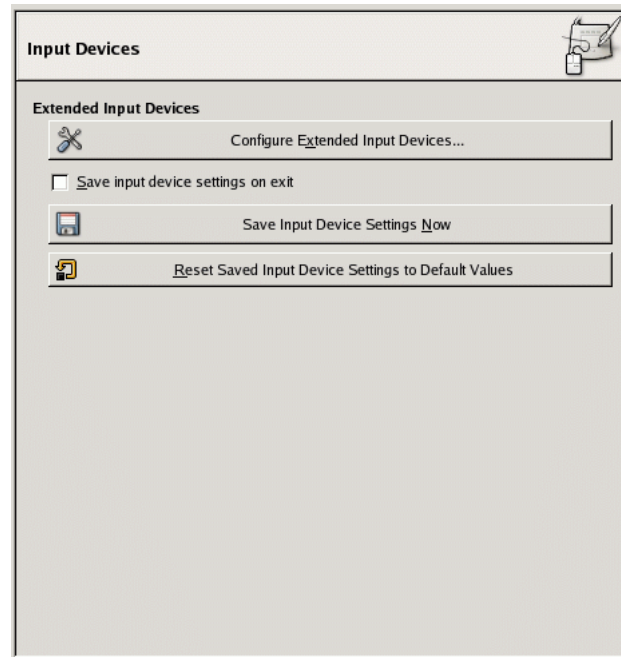 Input Devices
Extended Input Devices
Configure Extended Input Devices...
Save input device settings on exit
Save Input Device Settings Now
Reset Saved Input Device Settings to Default Values